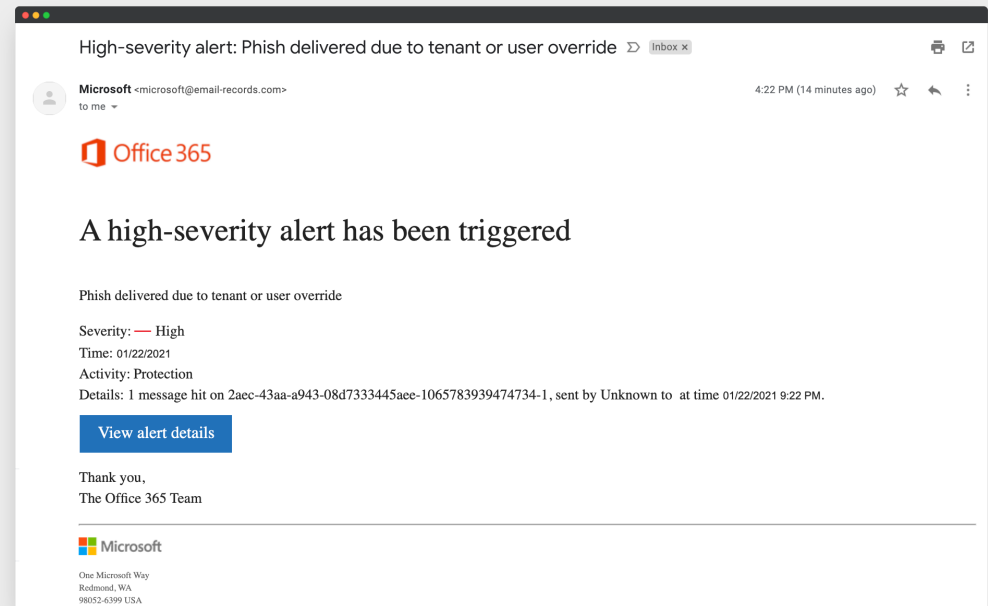 High-severity alert: Phish delivered due to tenant or user override Inbox ×
Microsoft <microsoft@email-records.com> 4:22 PM (14 minutes ago)
to me
Office 365
A high-severity alert has been triggered
Phish delivered due to tenant or user override
Severity: — High
Time: 01/22/2021
Activity: Protection
Details: 1 message hit on 2aec-43aa-a943-08d7333445aee-1065783939474734-1, sent by Unknown to at time 01/22/2021 9:22 PM.
View alert details
Thank you,
The Office 365 Team
Microsoft
One Microsoft Way
Redmond, WA
98052-6399 USA